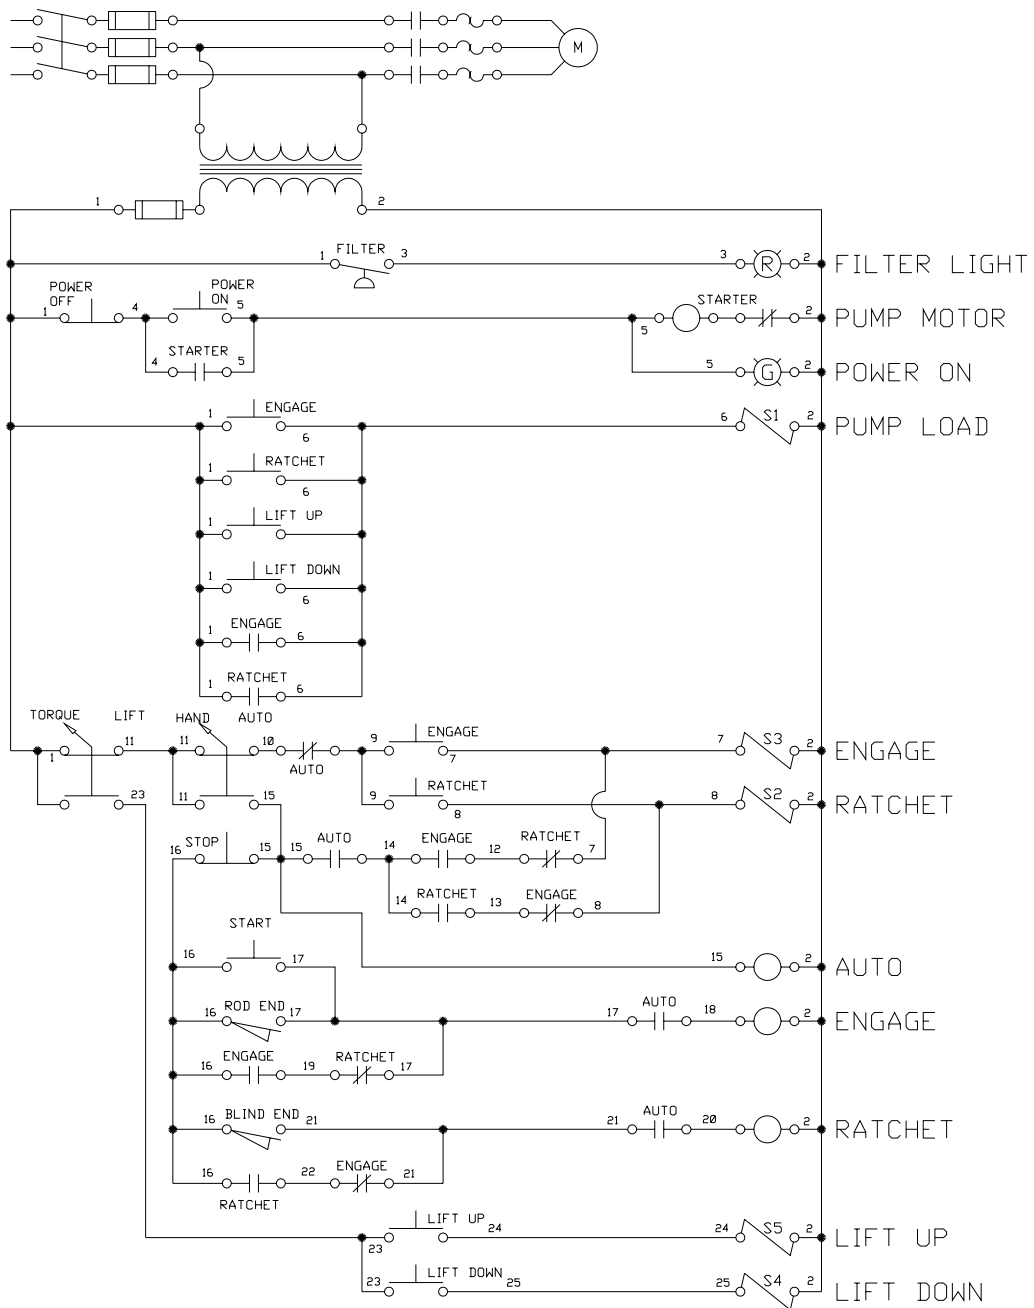 M
1 2
1 FILTER 3 3 R 2 FILTER LIGHT
POWER OFF POWER ON
1 4 5 5 STARTER 2 PUMP MOTOR
4 STARTER 5 5 G 2 POWER ON
1 ENGAGE 6 6 S1 2 PUMP LOAD
1 RATCHET 6
1 LIFT UP
1 LIFT DOWN 6
1 ENGAGE 6
1 RATCHET 6
TORQUE LIFT HAND AUTO
1 11 11 10 AUTO 9 ENGAGE 7 7 S3 2 ENGAGE
23 11 15 9 RATCHET 8 8 S2 2 RATCHET
16 STOP 15 15 AUTO 14 ENGAGE 12 RATCHET 7
14 RATCHET 13 ENGAGE 8
START
16 17 15 2 AUTO
16 ROD END 17 17 AUTO 18 2 ENGAGE
16 ENGAGE 19 RATCHET 17
16 BLIND END 21 21 AUTO 20 2 RATCHET
16 RATCHET 22 ENGAGE 21
23 LIFT UP 24 24 S5 2 LIFT UP
23 LIFT DOWN 25 25 S4 2 LIFT DOWN